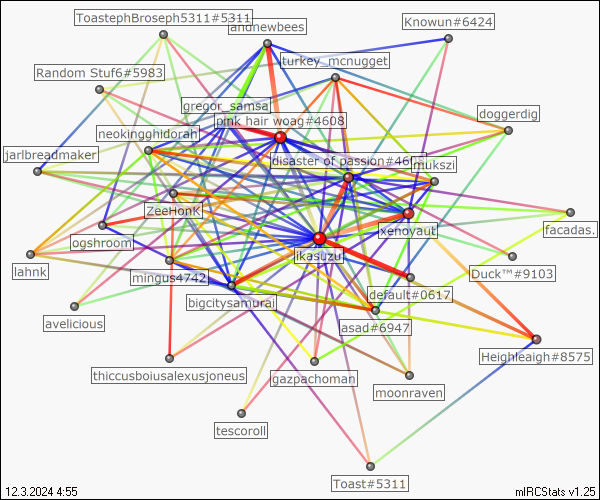 ToastephBroseph5311#5311
andnewbees
Knowun#6424
turkey_mcnugget
Random Stuf6#5983
gregor_samsa
pink hair woag#4608
doggerdig
neokingghidorah
jarlbreadmaker
disaster of passion#460
mukszi
ZeeHonK
xenoyaut
facadas.
ogshroom
ikasuzu
lahnk
mingus4742
Duck™#9103
default#0617
bigcitysamurai
avelicious
asad#6947
Heighleaigh#8575
thiccusboiusalexusjoneus
gazpachoman
moonraven
tescoroll
Toast#5311
12.3.2024 4:55
mIRCStats v1.25